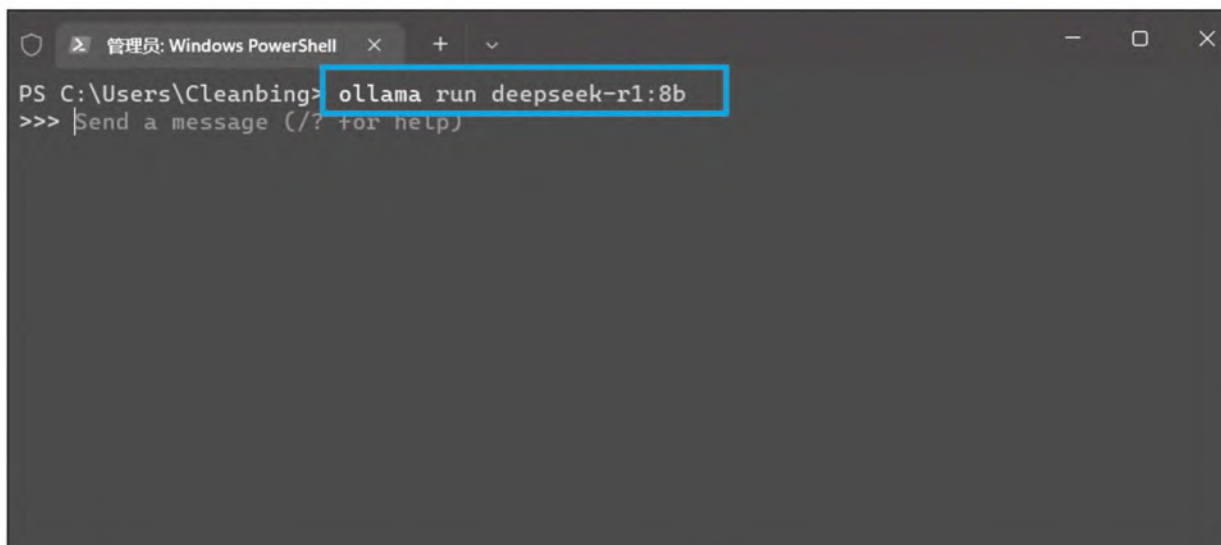 管理员: Windows PowerShell
PS C:\Users\Cleanbing> ollama run deepseek-r1:8b
>>> Send a message (/? for help)